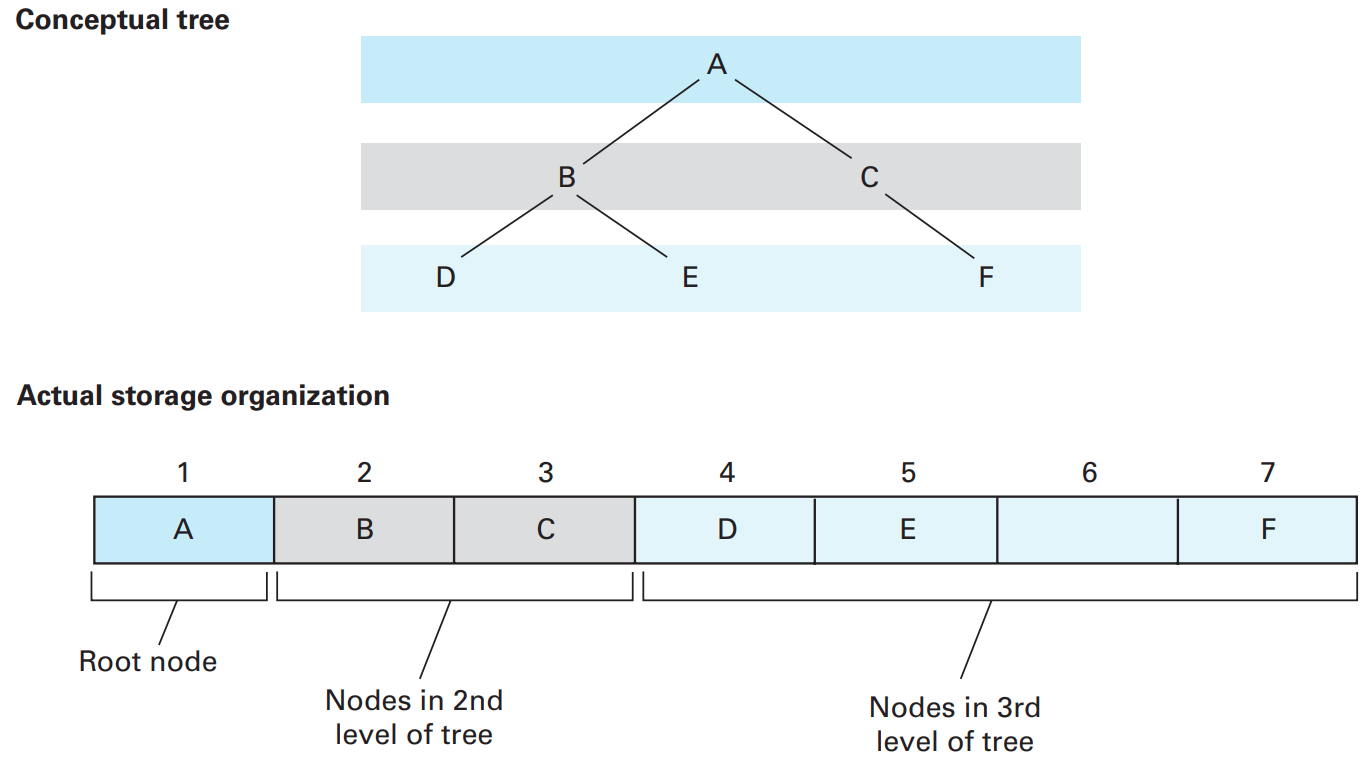 Conceptual tree
A
B C
D E F
Actual storage organization
1 2 3 4 5 6 7
A B C D E F
Root node
Nodes in 2nd
level of tree
Nodes in 3rd
level of tree